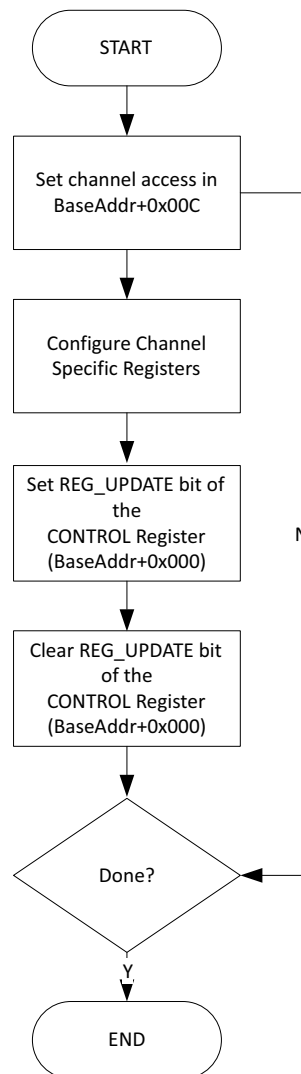 START
Set channel access in
BaseAddr+0x00C
Configure Channel
Specific Registers
Set REG_UPDATE bit of
the
CONTROL Register
(BaseAddr+0x000)
N
Clear REG_UPDATE bit
of the
CONTROL Register
(BaseAddr+0x000)
Done?
Y
END